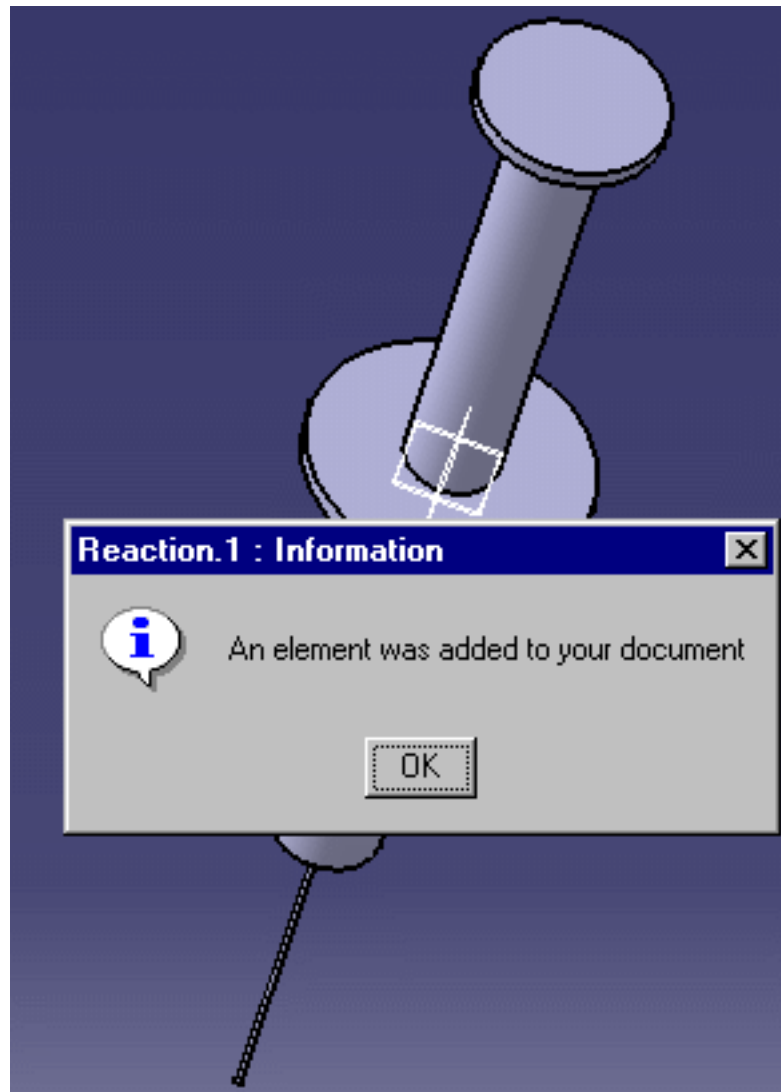 Reaction.1 : Information
An element was added to your document
OK